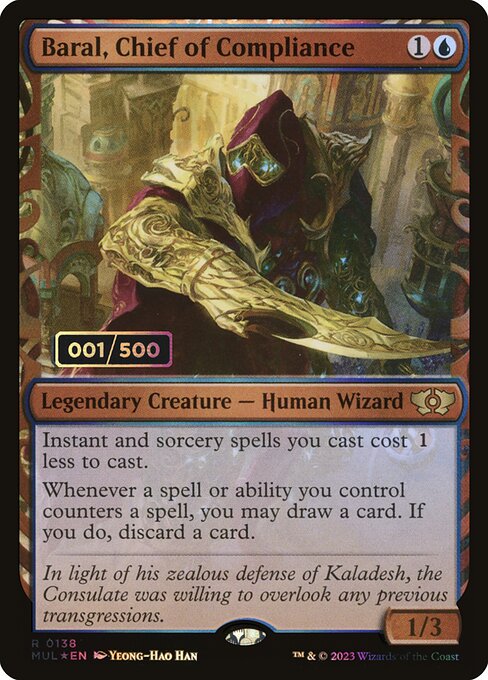 Baral, Chief of Compliance 1
001/500
Legendary Creature — Human Wizard
Instant and sorcery spells you cast cost 1
less to cast.
Whenever a spell or ability you control
counters a spell, you may draw a card. If
you do, discard a card.
In light of his zealous defense of Kaladesh, the
Consulate was willing to overlook any previous
transgressions.
1/3
R 0138
MUL★EN Yeong-Hao Han
™ & © 2023 Wizards of the Coast